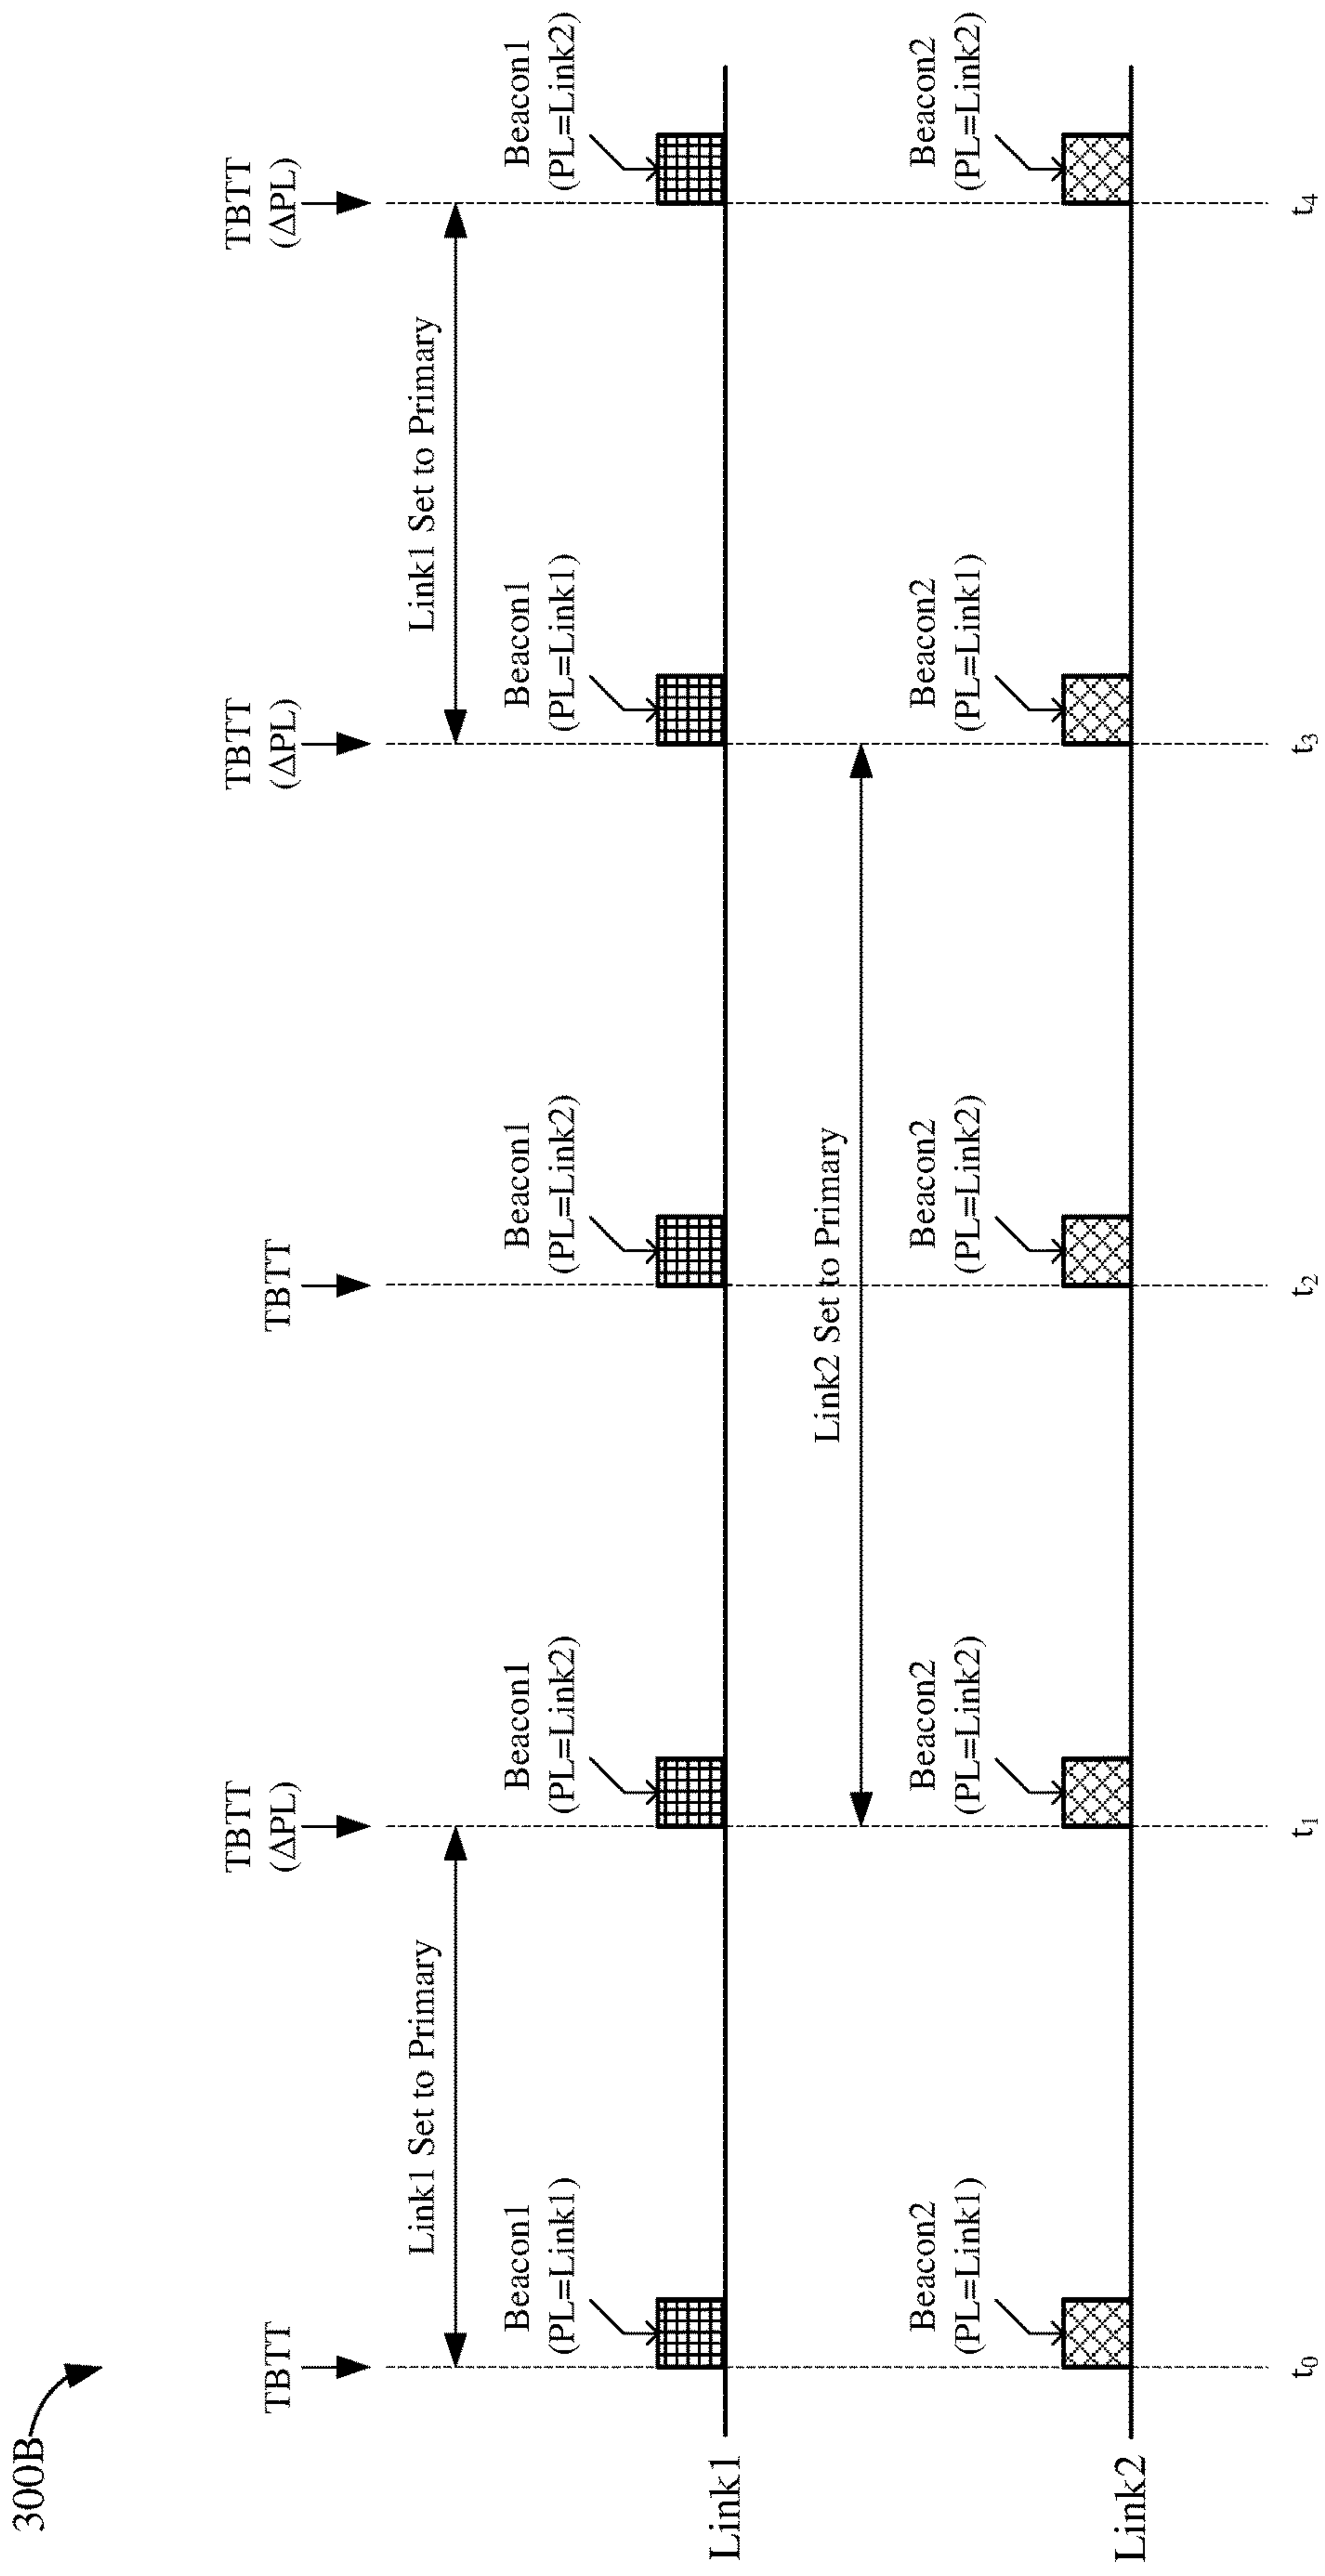 300B
TBTT
TBTT
(ΔPL)
TBTT
TBTT
(ΔPL)
TBTT
(ΔPL)
Link1 Set to Primary
Link1 Set to Primary
Beacon1
(PL=Link1)
Beacon1
(PL=Link2)
Beacon1
(PL=Link2)
Beacon1
(PL=Link1)
Beacon1
(PL=Link2)
Link1
Link2 Set to Primary
Beacon2
(PL=Link1)
Beacon2
(PL=Link2)
Beacon2
(PL=Link2)
Beacon2
(PL=Link1)
Beacon2
(PL=Link2)
Link2
t0
t1
t2
t3
t4